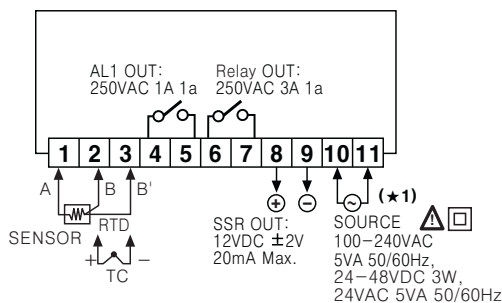 AL1 OUT:
250VAC 1A 1a
Relay OUT:
250VAC 3A 1a
1 2 3 4 5 6 7 8 9 10 11
A B B'
SENSOR
RTD
+ TC −
+ −
SSR OUT:
12VDC ±2V
20mA Max.
~
(★1)
SOURCE
100−240VAC
5VA 50/60Hz,
24−48VDC 3W,
24VAC 5VA 50/60Hz